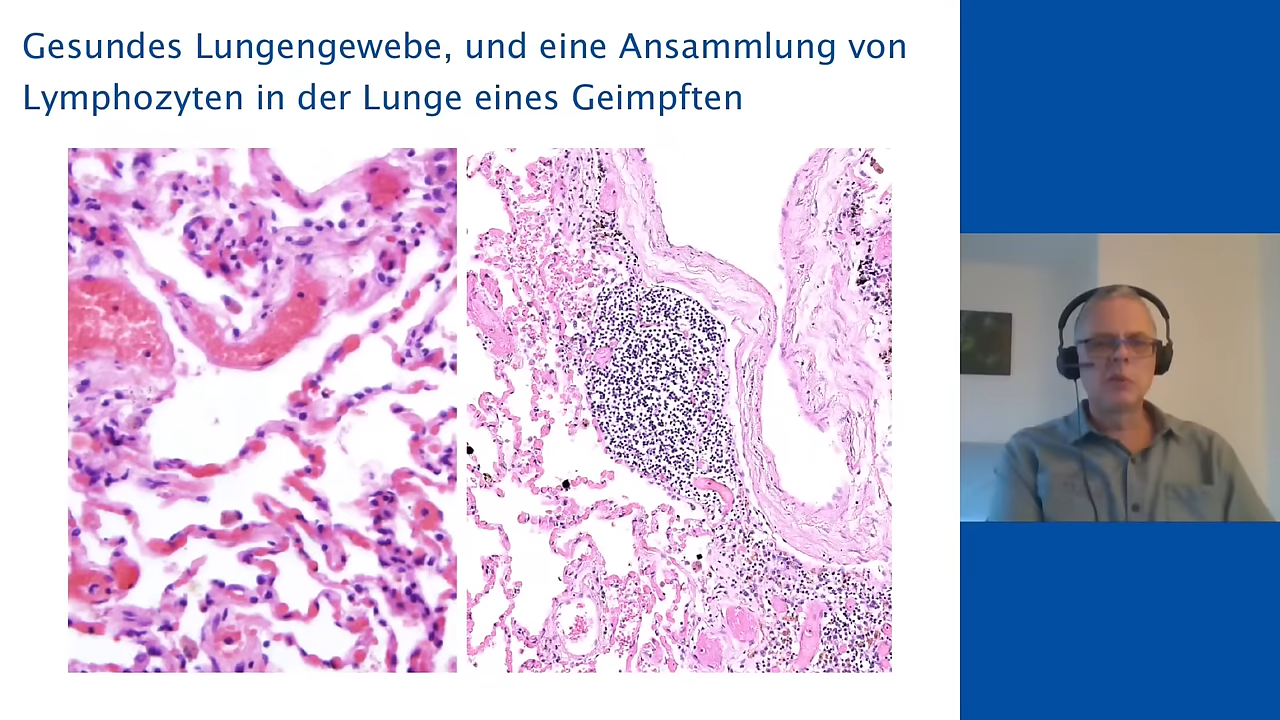 Gesundes Lungengewebe, und eine Ansammlung von
Lymphozyten in der Lunge eines Geimpften